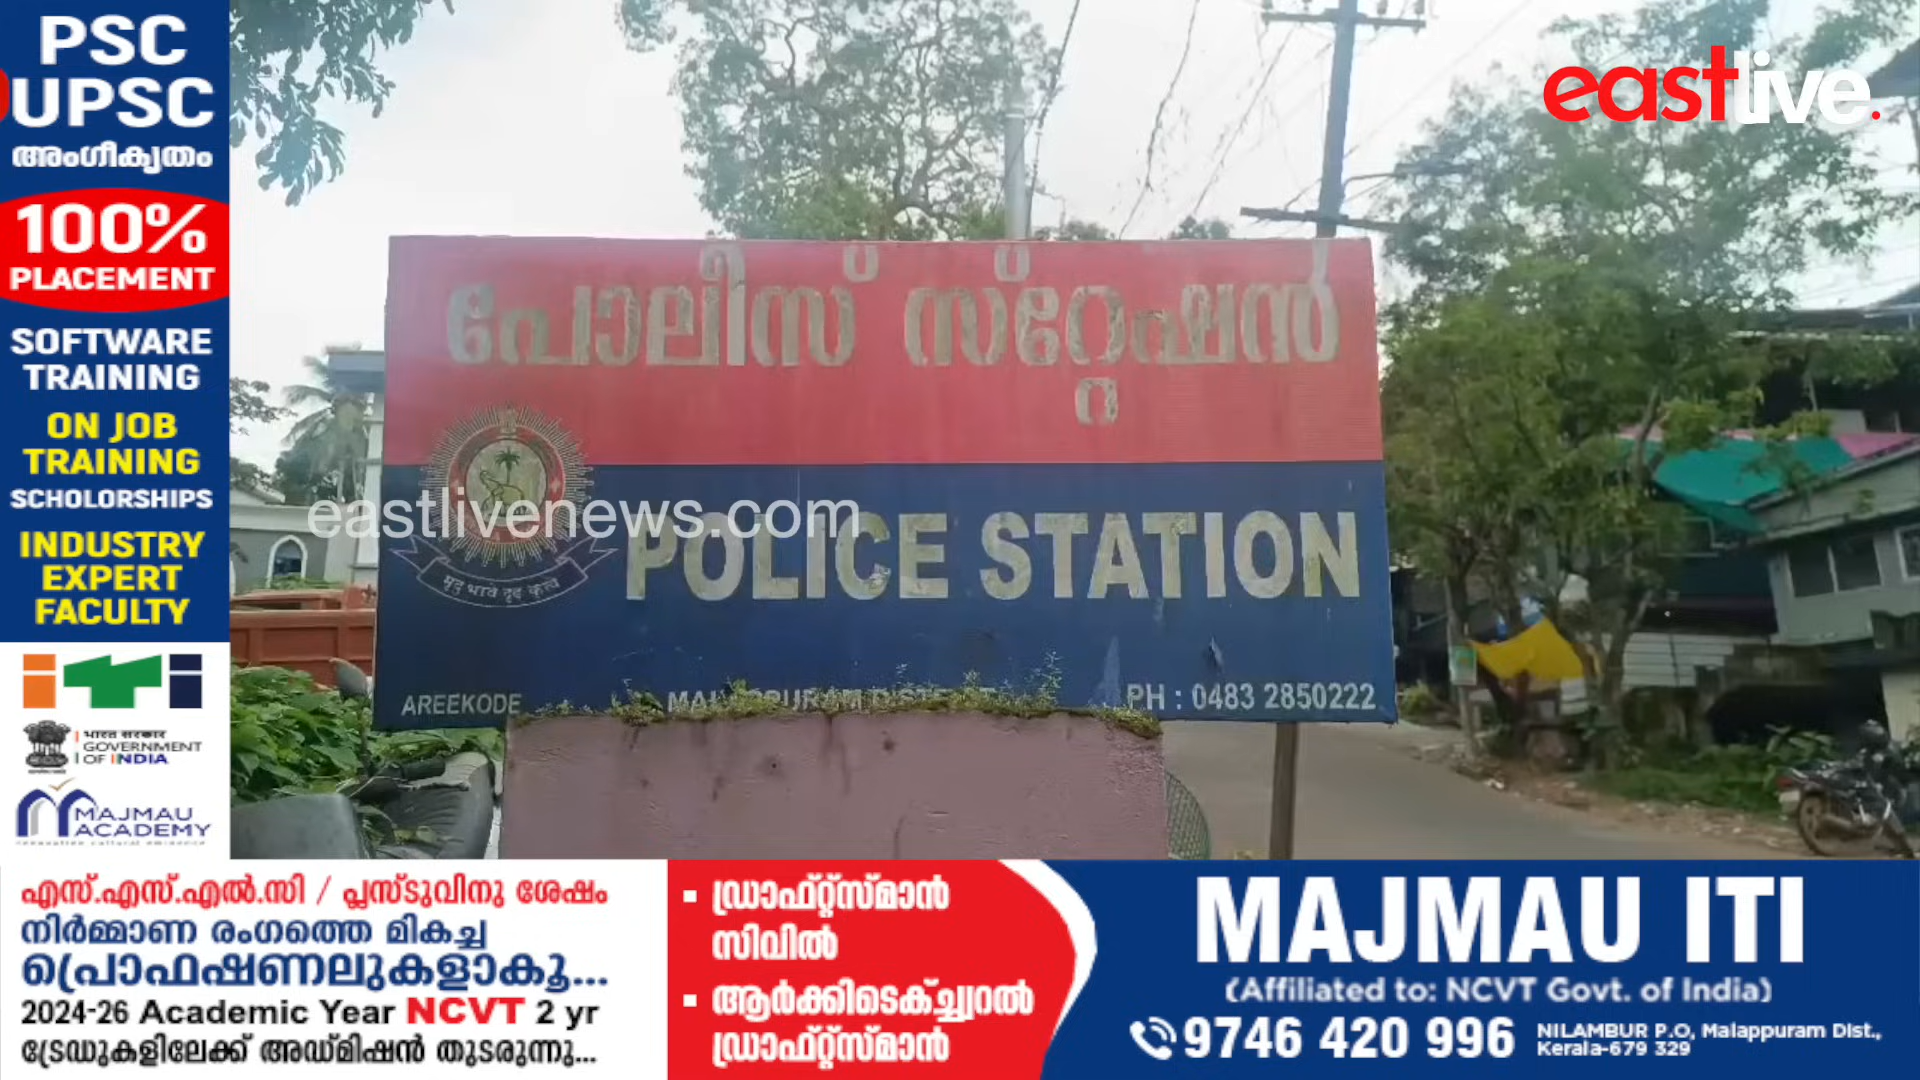 PSC
UPSC
അംഗീകൃതം
100%
PLACEMENT
SOFTWARE
TRAINING
ON JOB
TRAINING
SCHOLORSHIPS
INDUSTRY
EXPERT
FACULTY
iTi
भारत सरकार
GOVERNMENT
OF INDIA
MAJMAU
ACADEMY
eastlive.
പോലീസ് സ്റ്റേഷൻ
eastlivenews.com
POLICE STATION
मृदु भावे दृढ़ कृत्ये
AREEKODE
PH : 0483 2850222
എസ്.എസ്.എൽ.സി / പ്ലസ്ടുവിനു ശേഷം
നിർമ്മാണ രംഗത്തെ മികച്ച
പ്രൊഫഷണലുകളാകൂ...
2024-26 Academic Year NCVT 2 yr
ട്രേഡുകളിലേക്ക് അഡ്മിഷൻ തുടരുന്നു...
▪ ഡ്രാഫ്റ്റ്സ്മാൻ
സിവിൽ
▪ ആർക്കിടെക്ച്ചറൽ
ഡ്രാഫ്റ്റ്സ്മാൻ
MAJMAU ITI
(Affiliated to: NCVT Govt. of India)
9746 420 996
NILAMBUR P.O, Malappuram Dist.,
Kerala-679 329